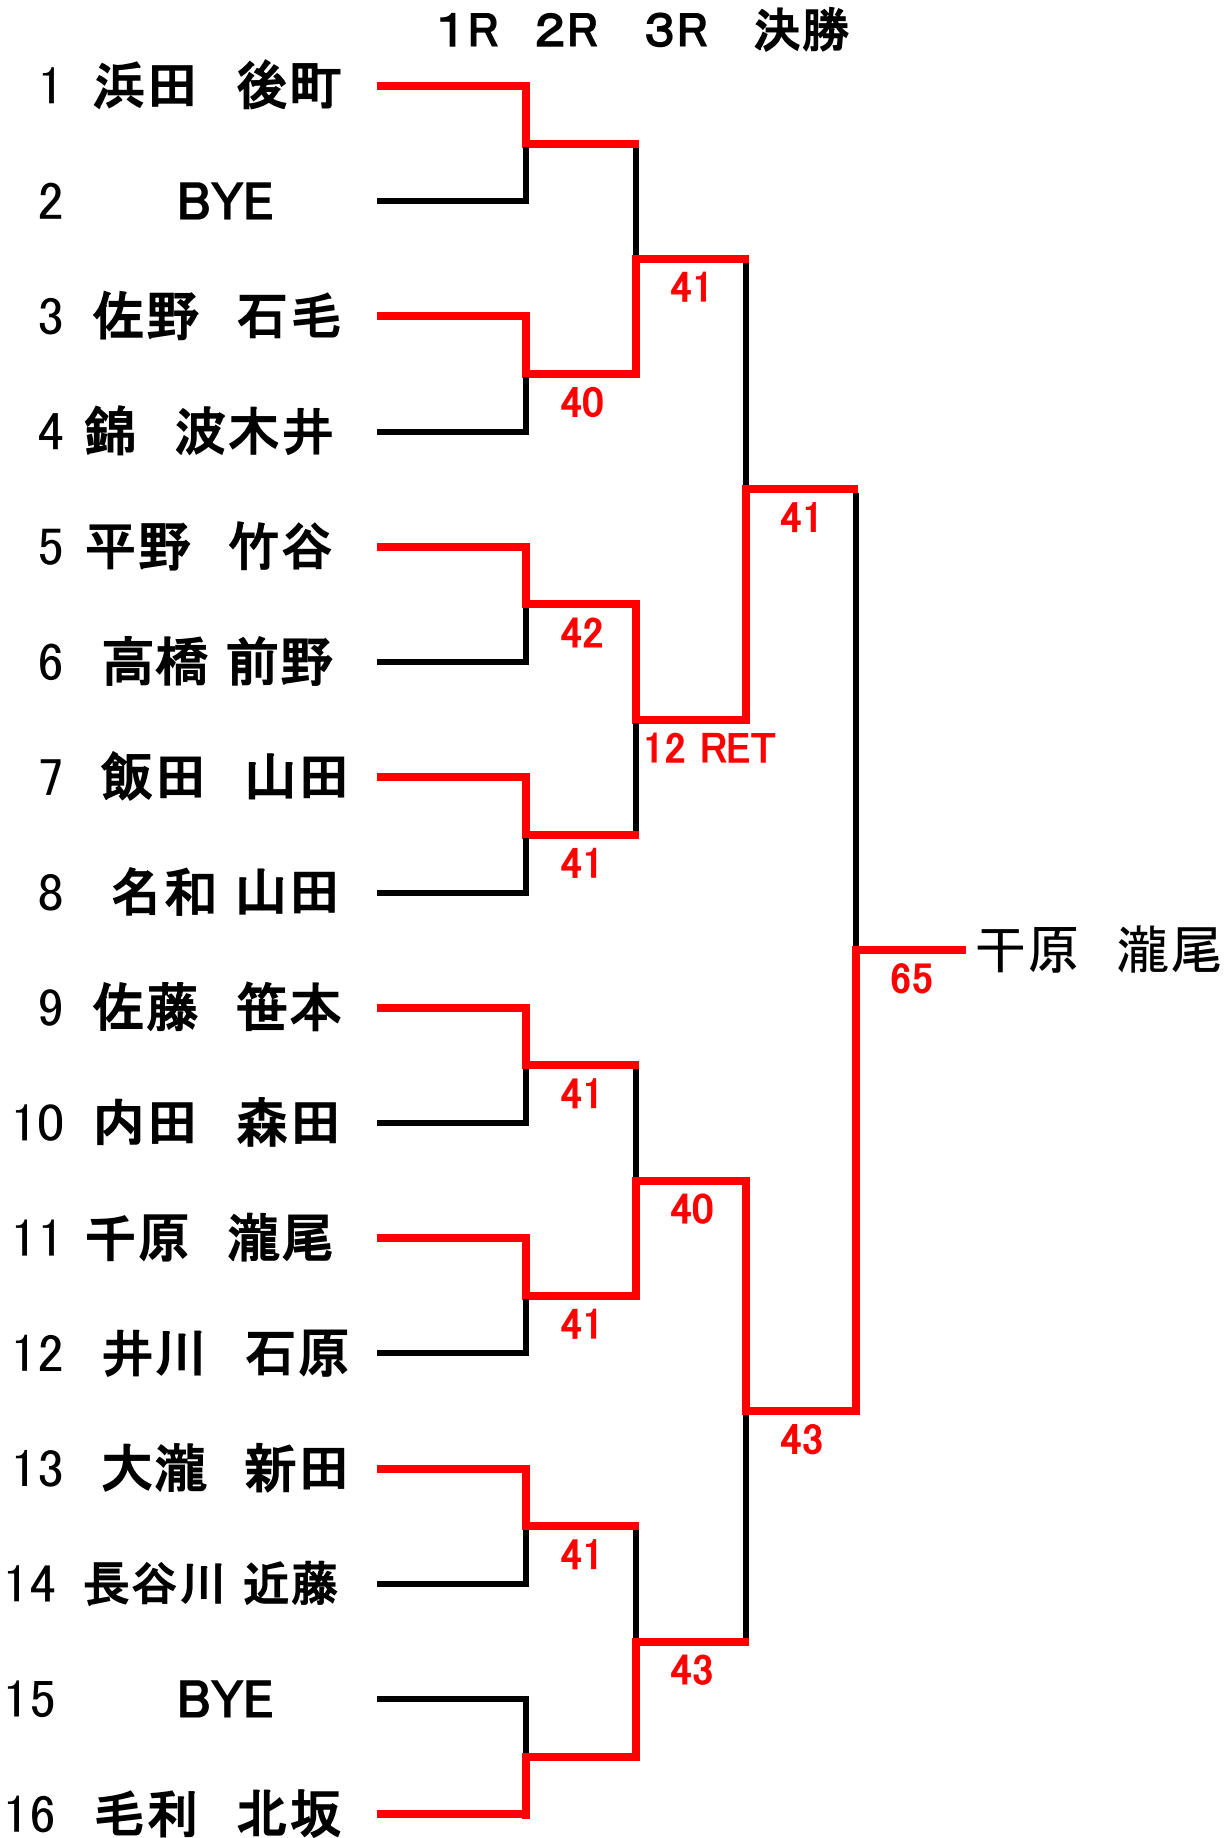 1R 2R 3R 決勝
1 浜田 後町
2 BYE
41
3 佐野 石毛
40
4 錦 波木井
41
5 平野 竹谷
42
6 高橋 前野
12 RET
7 飯田 山田
41
8 名和 山田
干原 瀧尾
65
9 佐藤 笹本
41
10 内田 森田
40
11 千原 瀧尾
41
12 井川 石原
43
13 大瀧 新田
41
14 長谷川 近藤
43
15 BYE
16 毛利 北坂